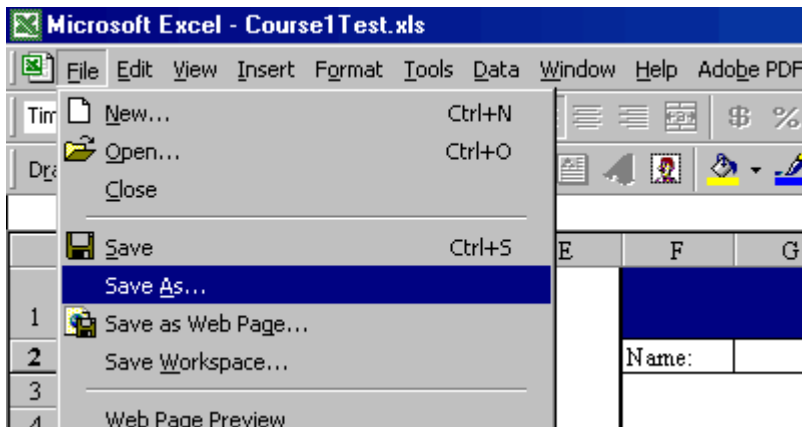 Microsoft Excel - Course1Test.xls
File Edit View Insert Format Tools Data Window Help Adobe PDF
New... Ctrl+N
$ %
Open... Ctrl+O
Close
Save Ctrl+S
E F G
Save As...
1
Save as Web Page...
2 Save Workspace... Name:
3
4 Web Page Preview